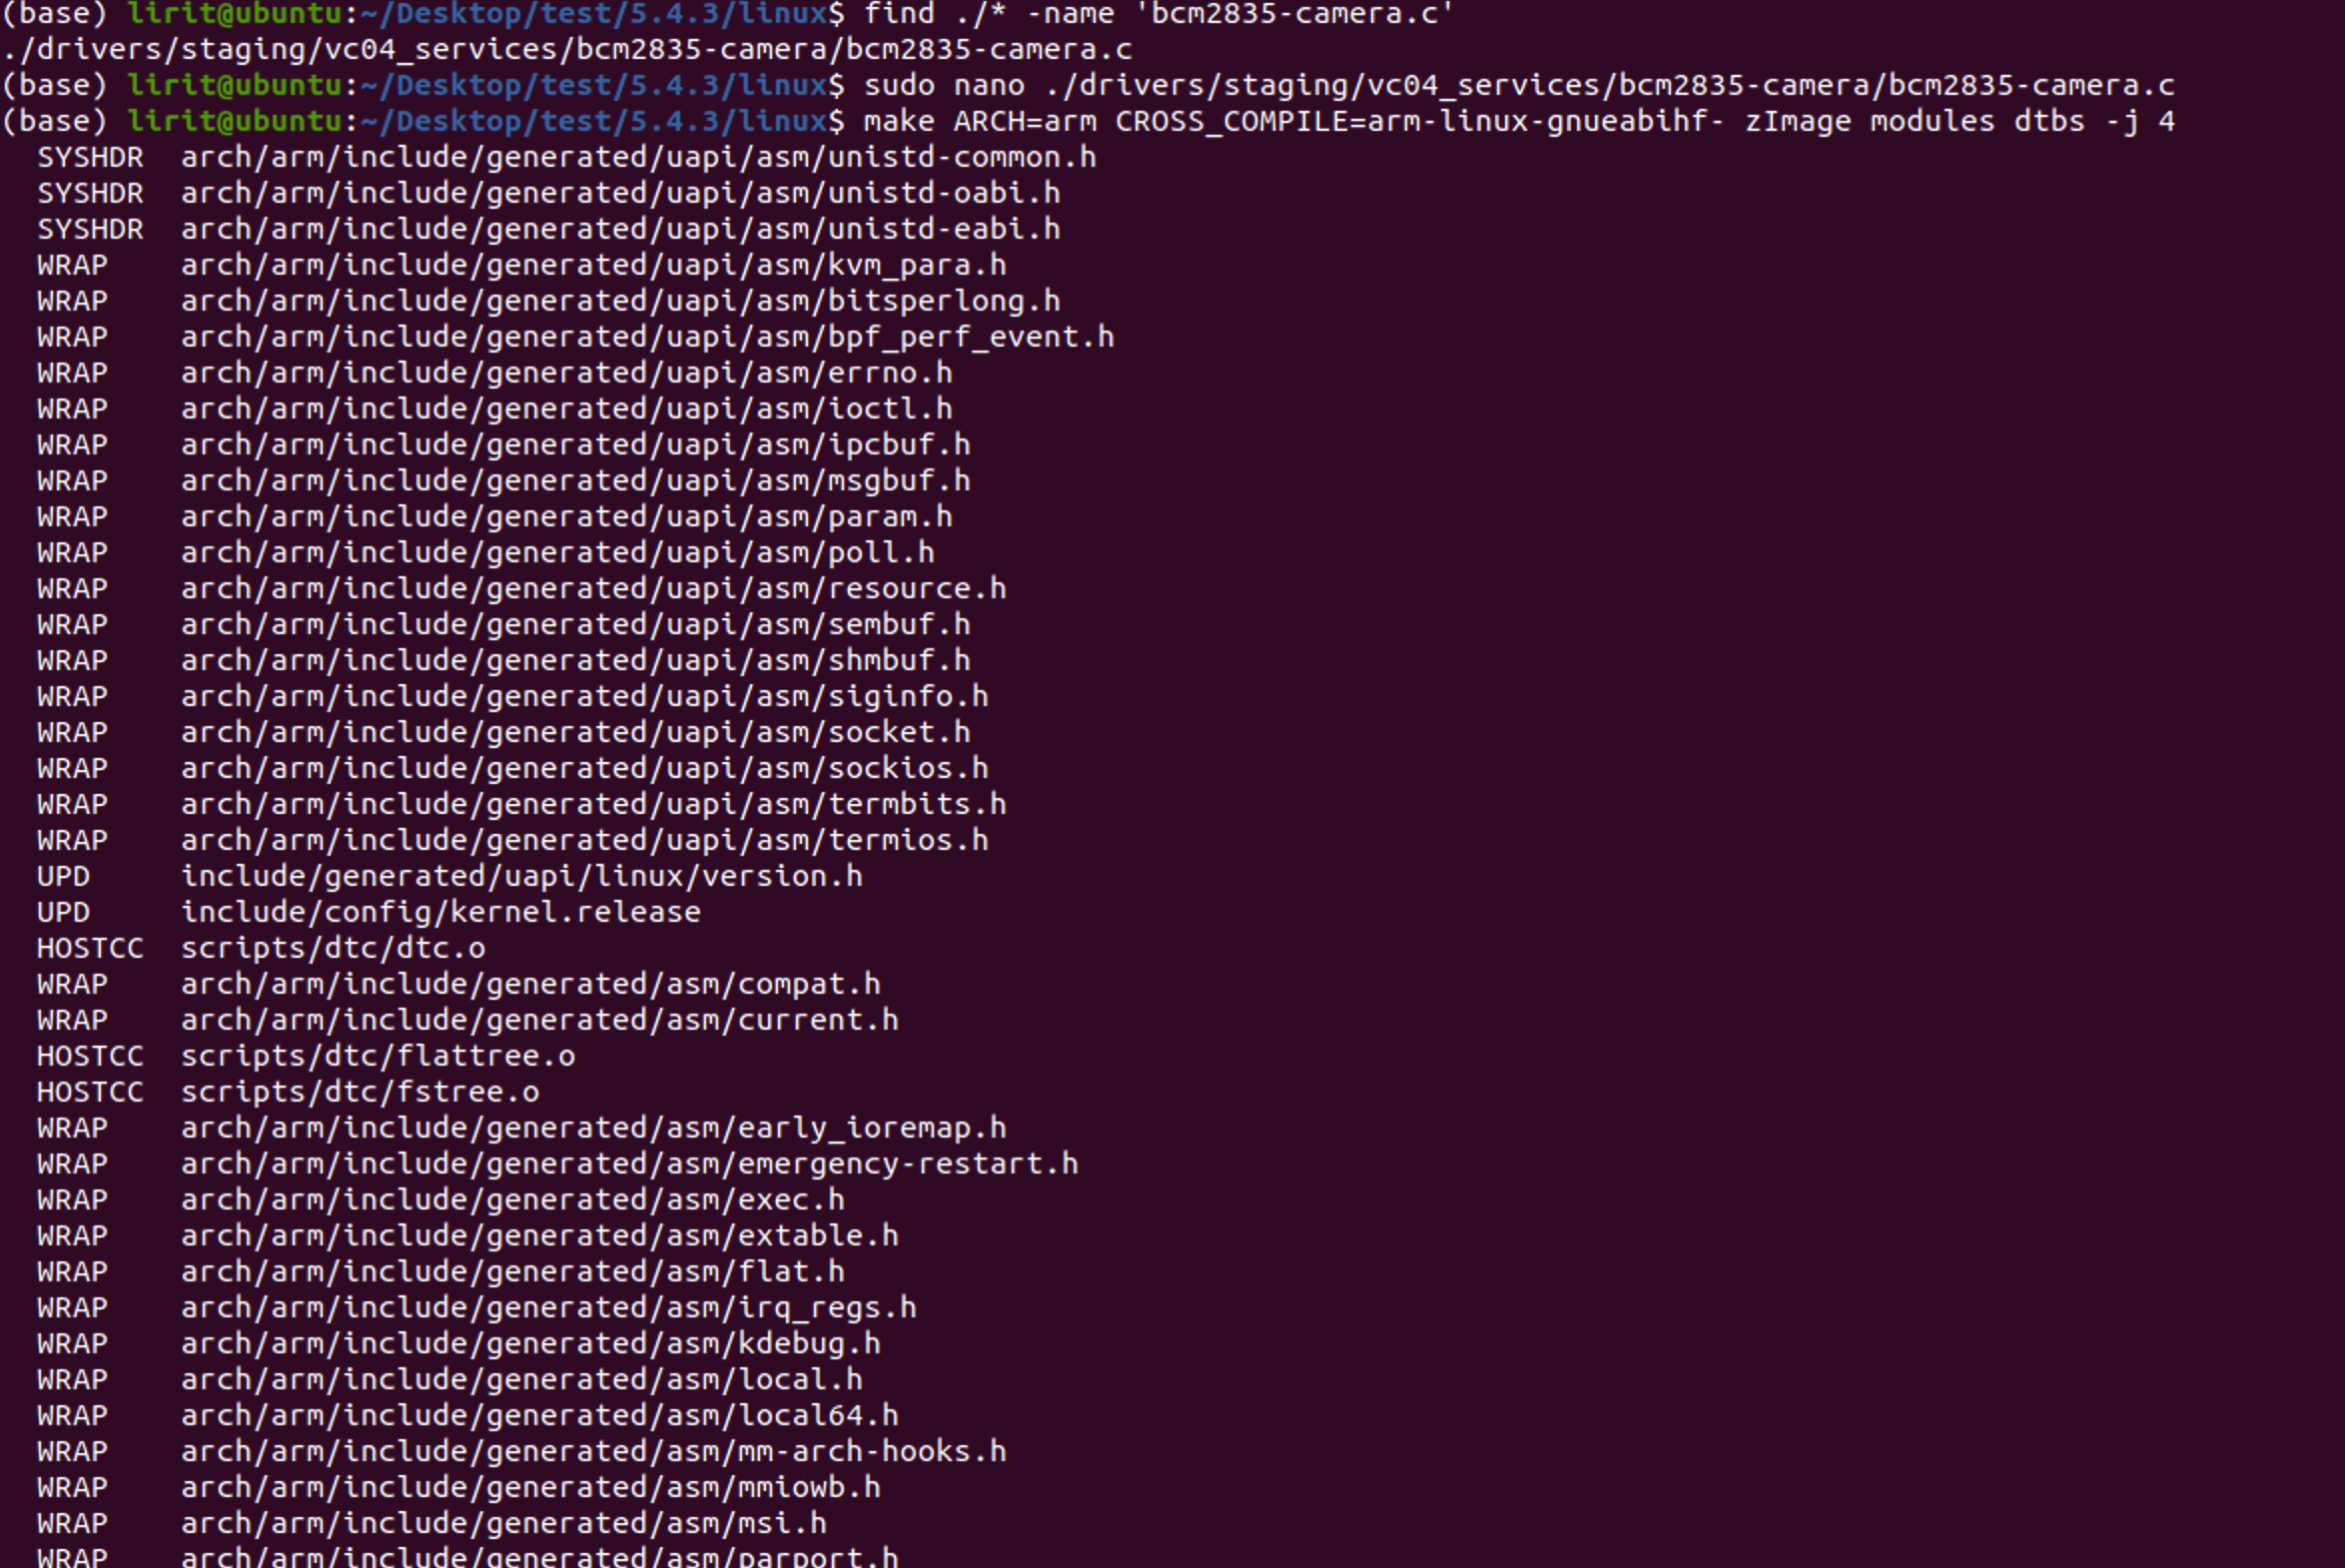 (base) lirit@ubuntu:~/Desktop/test/5.4.3/linux$ find ./* -name 'bcm2835-camera.c'
./drivers/staging/vc04_services/bcm2835-camera/bcm2835-camera.c
(base) lirit@ubuntu:~/Desktop/test/5.4.3/linux$ sudo nano ./drivers/staging/vc04_services/bcm2835-camera/bcm2835-camera.c
(base) lirit@ubuntu:~/Desktop/test/5.4.3/linux$ make ARCH=arm CROSS_COMPILE=arm-linux-gnueabihf- zImage modules dtbs -j 4
  SYSHDR  arch/arm/include/generated/uapi/asm/unistd-common.h
  SYSHDR  arch/arm/include/generated/uapi/asm/unistd-oabi.h
  SYSHDR  arch/arm/include/generated/uapi/asm/unistd-eabi.h
  WRAP    arch/arm/include/generated/uapi/asm/kvm_para.h
  WRAP    arch/arm/include/generated/uapi/asm/bitsperlong.h
  WRAP    arch/arm/include/generated/uapi/asm/bpf_perf_event.h
  WRAP    arch/arm/include/generated/uapi/asm/errno.h
  WRAP    arch/arm/include/generated/uapi/asm/ioctl.h
  WRAP    arch/arm/include/generated/uapi/asm/ipcbuf.h
  WRAP    arch/arm/include/generated/uapi/asm/msgbuf.h
  WRAP    arch/arm/include/generated/uapi/asm/param.h
  WRAP    arch/arm/include/generated/uapi/asm/poll.h
  WRAP    arch/arm/include/generated/uapi/asm/resource.h
  WRAP    arch/arm/include/generated/uapi/asm/sembuf.h
  WRAP    arch/arm/include/generated/uapi/asm/shmbuf.h
  WRAP    arch/arm/include/generated/uapi/asm/siginfo.h
  WRAP    arch/arm/include/generated/uapi/asm/socket.h
  WRAP    arch/arm/include/generated/uapi/asm/sockios.h
  WRAP    arch/arm/include/generated/uapi/asm/termbits.h
  WRAP    arch/arm/include/generated/uapi/asm/termios.h
  UPD     include/generated/uapi/linux/version.h
  UPD     include/config/kernel.release
  HOSTCC  scripts/dtc/dtc.o
  WRAP    arch/arm/include/generated/asm/compat.h
  WRAP    arch/arm/include/generated/asm/current.h
  HOSTCC  scripts/dtc/flattree.o
  HOSTCC  scripts/dtc/fstree.o
  WRAP    arch/arm/include/generated/asm/early_ioremap.h
  WRAP    arch/arm/include/generated/asm/emergency-restart.h
  WRAP    arch/arm/include/generated/asm/exec.h
  WRAP    arch/arm/include/generated/asm/extable.h
  WRAP    arch/arm/include/generated/asm/flat.h
  WRAP    arch/arm/include/generated/asm/irq_regs.h
  WRAP    arch/arm/include/generated/asm/kdebug.h
  WRAP    arch/arm/include/generated/asm/local.h
  WRAP    arch/arm/include/generated/asm/local64.h
  WRAP    arch/arm/include/generated/asm/mm-arch-hooks.h
  WRAP    arch/arm/include/generated/asm/mmiowb.h
  WRAP    arch/arm/include/generated/asm/msi.h
  WRAP    arch/arm/include/generated/asm/parport.h